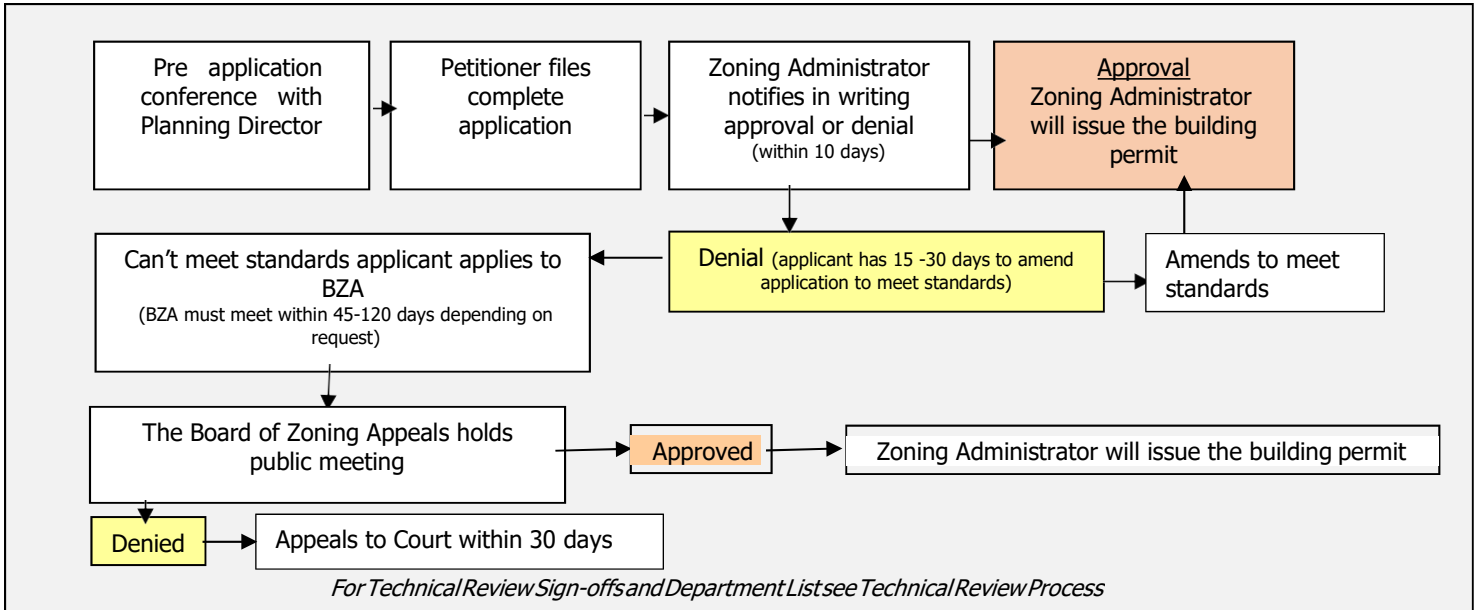 Pre application
conference with
Planning Director
Petitioner files
complete
application
Zoning Administrator
notifies in writing
approval or denial
(within 10 days)
Approval
Zoning Administrator
will issue the building
permit
Denial (applicant has 15 -30 days to amend
application to meet standards)
Amends to meet
standards
Can't meet standards applicant applies to
BZA
(BZA must meet within 45-120 days depending on
request)
The Board of Zoning Appeals holds
public meeting
Approved
Zoning Administrator will issue the building permit
Denied
Appeals to Court within 30 days
For Technical Review Sign-offs and Department List see Technical Review Process